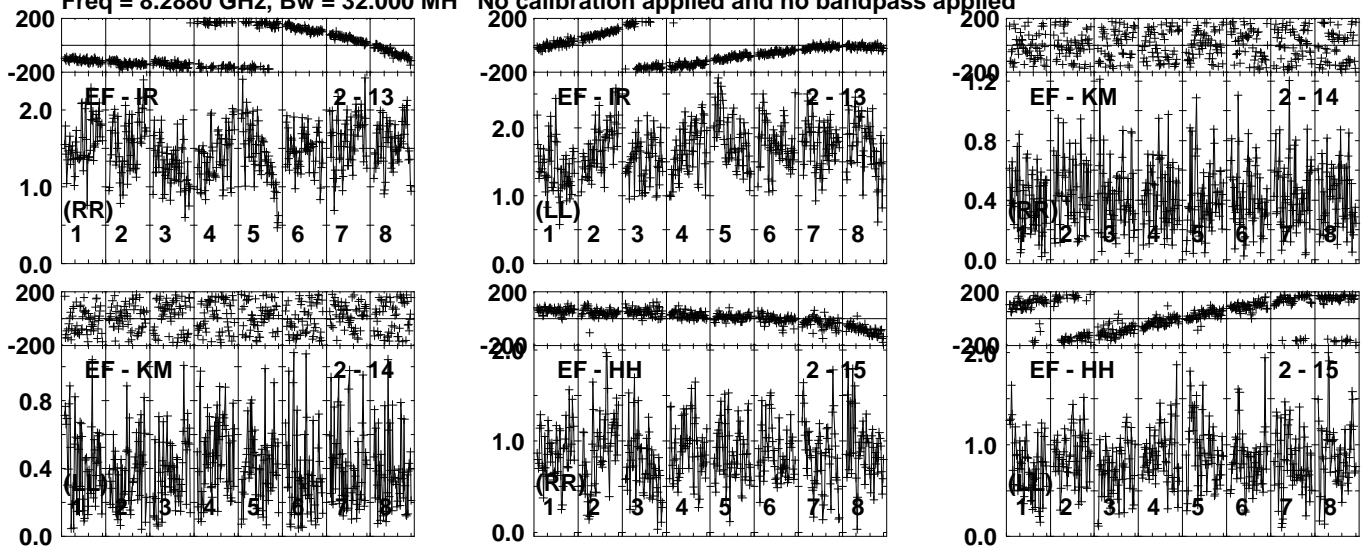 Freq = 8.2880 GHz, Bw = 32.000 MH No calibration applied and no bandpass applied
200
-200
EF - IR 2 - 13
2.0
1.0
(RR)
1 2 3 4 5 6 7 8
0.0
200
-200
EF - IR 2 - 13
2.0
1.0
(LL)
1 2 3 4 5 6 7 8
0.0
200
-200
1.2
EF - KM 2 - 14
0.8
0.4
(RR)
1 2 3 4 5 6 7 8
0.0
200
-200
EF - KM 2 - 14
0.8
0.4
(LL)
1 2 3 4 5 6 7 8
0.0
200
-200
2.0
EF - HH 2 - 15
1.0
(RR)
1 2 3 4 5 6 7 8
0.0
200
-200
2.0
EF - HH 2 - 15
1.0
(LL)
1 2 3 4 5 6 7 8
0.0